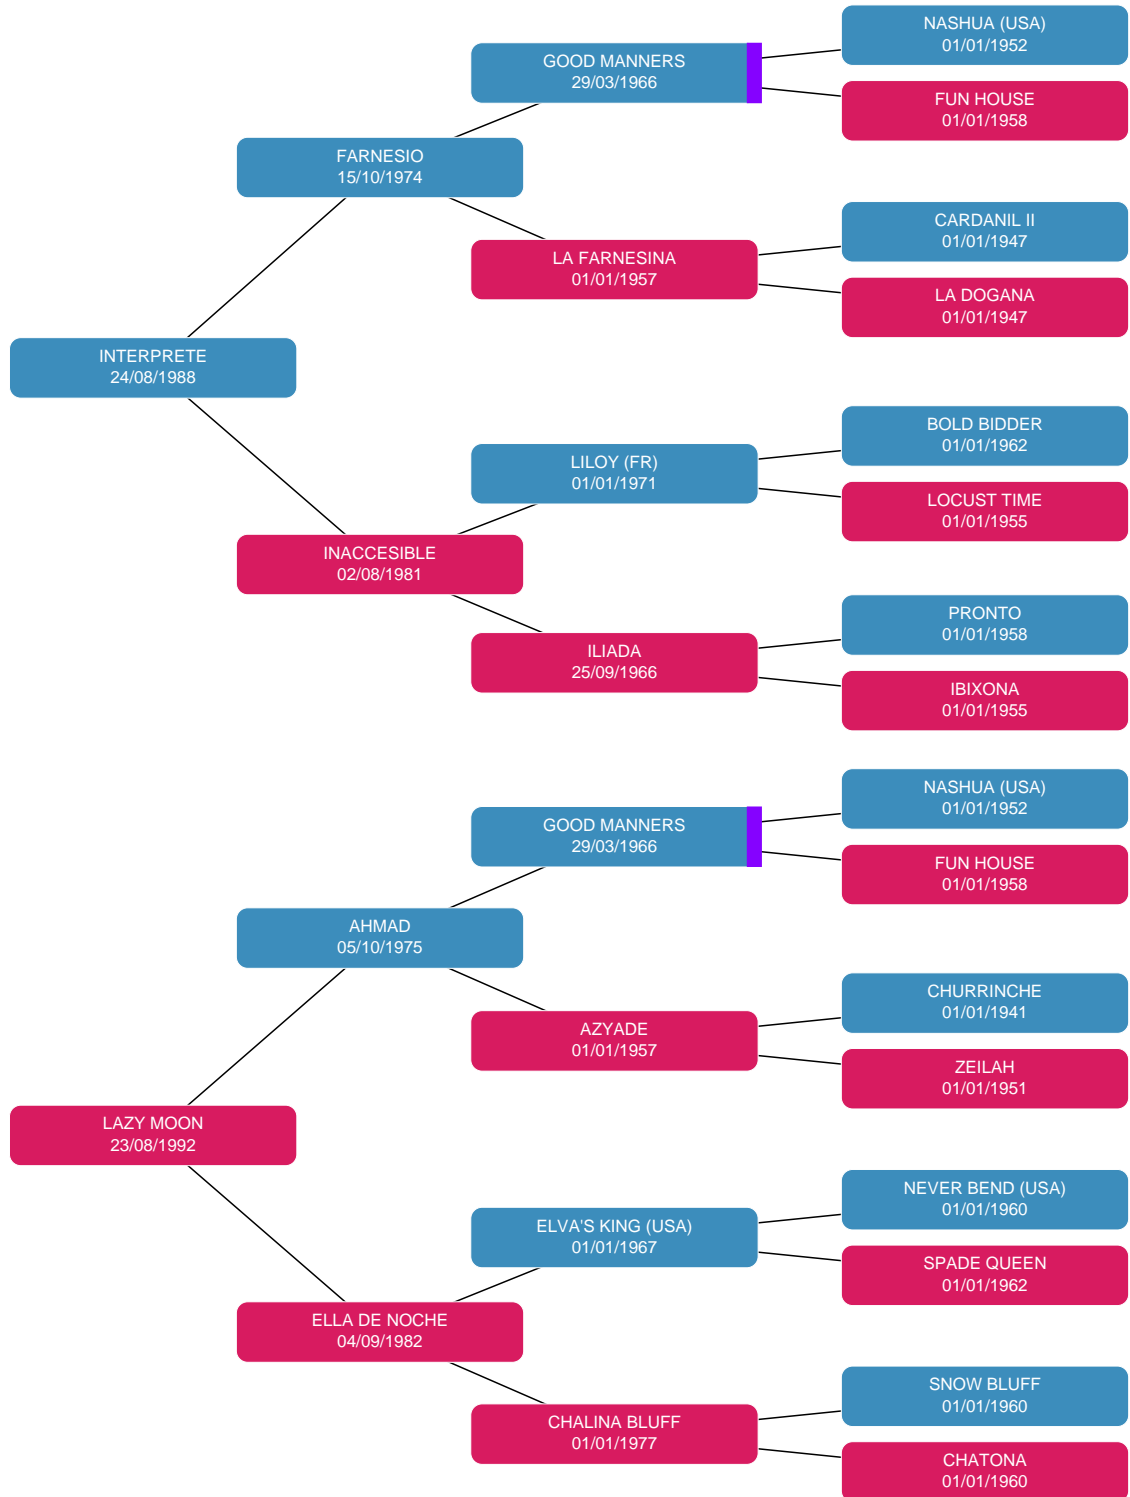 NASHUA (USA)
01/01/1952
GOOD MANNERS
29/03/1966
FUN HOUSE
01/01/1958
FARNESIO
15/10/1974
CARDANIL II
01/01/1947
LA FARNESINA
01/01/1957
LA DOGANA
01/01/1947
INTERPRETE
24/08/1988
BOLD BIDDER
01/01/1962
LILOY (FR)
01/01/1971
LOCUST TIME
01/01/1955
INACCESIBLE
02/08/1981
PRONTO
01/01/1958
ILIADA
25/09/1966
IBIXONA
01/01/1955
NASHUA (USA)
01/01/1952
GOOD MANNERS
29/03/1966
FUN HOUSE
01/01/1958
AHMAD
05/10/1975
CHURRINCHE
01/01/1941
AZYADE
01/01/1957
ZEILAH
01/01/1951
LAZY MOON
23/08/1992
NEVER BEND (USA)
01/01/1960
ELVA'S KING (USA)
01/01/1967
SPADE QUEEN
01/01/1962
ELLA DE NOCHE
04/09/1982
SNOW BLUFF
01/01/1960
CHALINA BLUFF
01/01/1977
CHATONA
01/01/1960